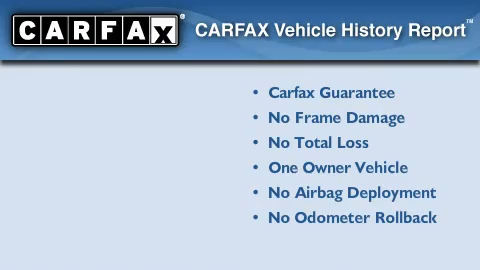 CARFAX® CARFAX Vehicle History Report™
• Carfax Guarantee
• No Frame Damage
• No Total Loss
• One Owner Vehicle
• No Airbag Deployment
• No Odometer Rollback